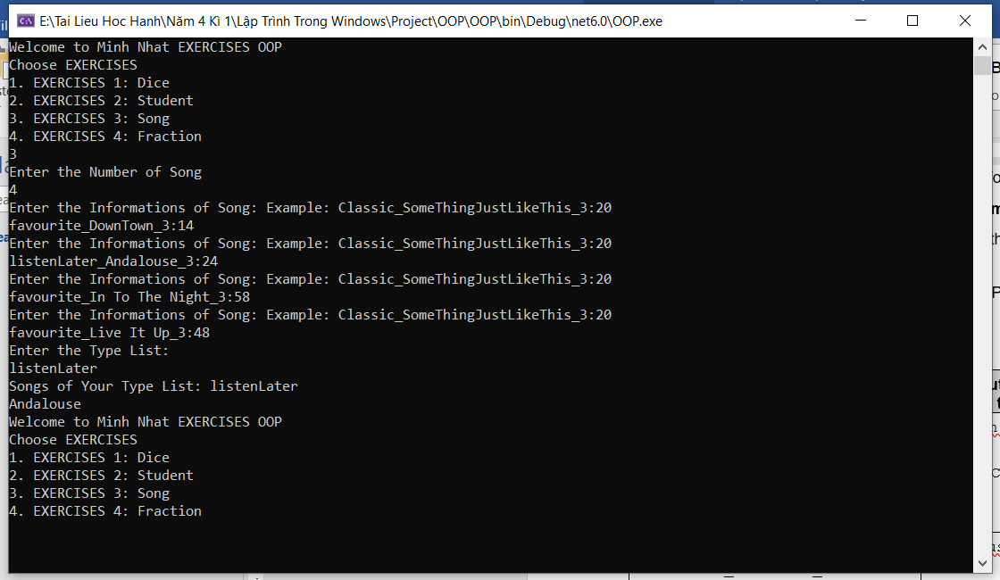 E:\Tai Lieu Hoc Hanh\Năm 4 Kì 1\Lập Trình Trong Windows\Project\OOP\OOP\bin\Debug\net6.0\OOP.exe
Welcome to Minh Nhat EXERCISES OOP
Choose EXERCISES
1. EXERCISES 1: Dice
2. EXERCISES 2: Student
3. EXERCISES 3: Song
4. EXERCISES 4: Fraction
3
Enter the Number of Song
4
Enter the Informations of Song: Example: Classic_SomeThingJustLikeThis_3:20
favourite_DownTown_3:14
Enter the Informations of Song: Example: Classic_SomeThingJustLikeThis_3:20
listenLater_Andalouse_3:24
Enter the Informations of Song: Example: Classic_SomeThingJustLikeThis_3:20
favourite_In To The Night_3:58
Enter the Informations of Song: Example: Classic_SomeThingJustLikeThis_3:20
favourite_Live It Up_3:48
Enter the Type List:
listenLater
Songs of Your Type List: listenLater
Andalouse
Welcome to Minh Nhat EXERCISES OOP
Choose EXERCISES
1. EXERCISES 1: Dice
2. EXERCISES 2: Student
3. EXERCISES 3: Song
4. EXERCISES 4: Fraction